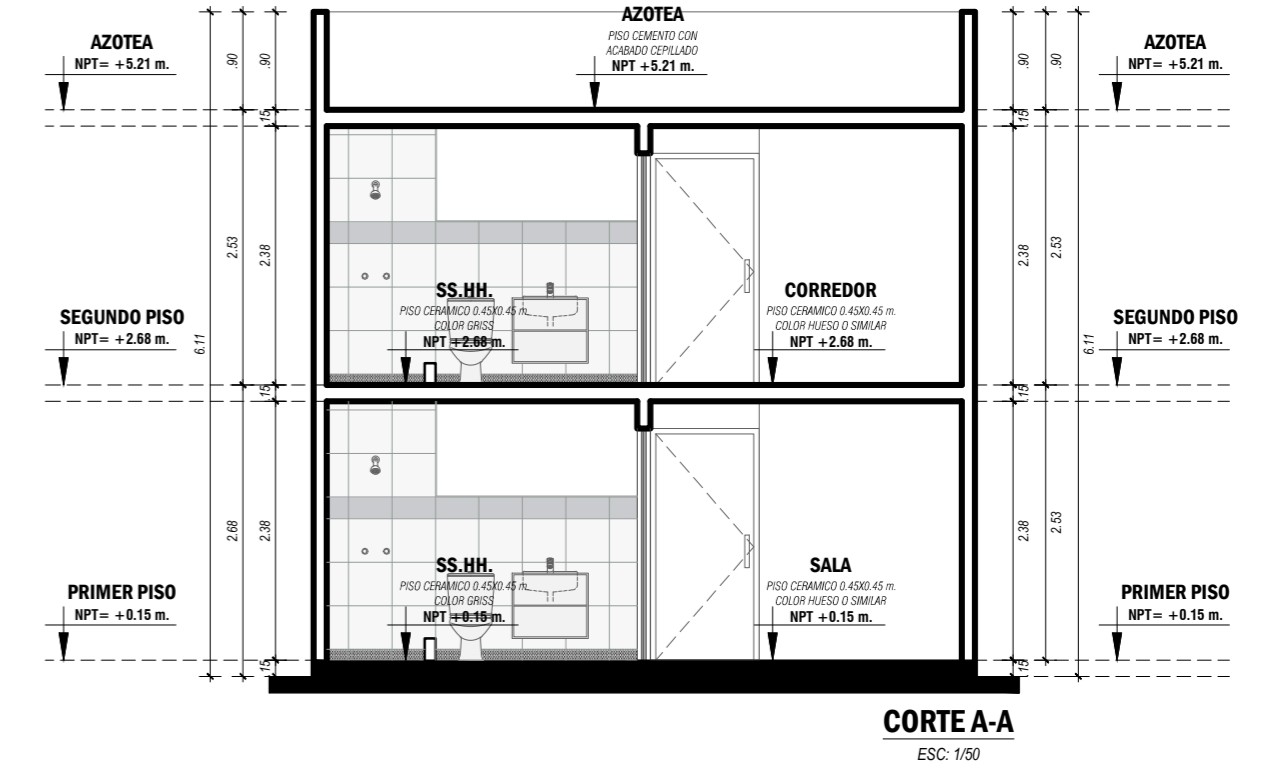 AZOTEA
PISO CEMENTO CON
ACABADO CEPILLADO
NPT +5.21 m.
AZOTEA
NPT= +5.21 m.
AZOTEA
NPT= +5.21 m.
.90
.90
.90
.90
.15
.15
2.53
2.38
2.38
2.53
SS.HH.
PISO CERAMICO 0.45X0.45 m.
COLOR GRISS
NPT +2.68 m.
CORREDOR
PISO CERAMICO 0.45X0.45 m.
COLOR HUESO O SIMILAR
NPT +2.68 m.
SEGUNDO PISO
NPT= +2.68 m.
SEGUNDO PISO
NPT= +2.68 m.
6.11
6.11
.15
.15
2.68
2.38
2.38
2.53
SS.HH.
PISO CERAMICO 0.45X0.45 m.
COLOR GRISS
NPT +0.15 m.
SALA
PISO CERAMICO 0.45X0.45 m.
COLOR HUESO O SIMILAR
NPT +0.15 m.
PRIMER PISO
NPT= +0.15 m.
PRIMER PISO
NPT= +0.15 m.
.15
.15
CORTE A-A
ESC: 1/50